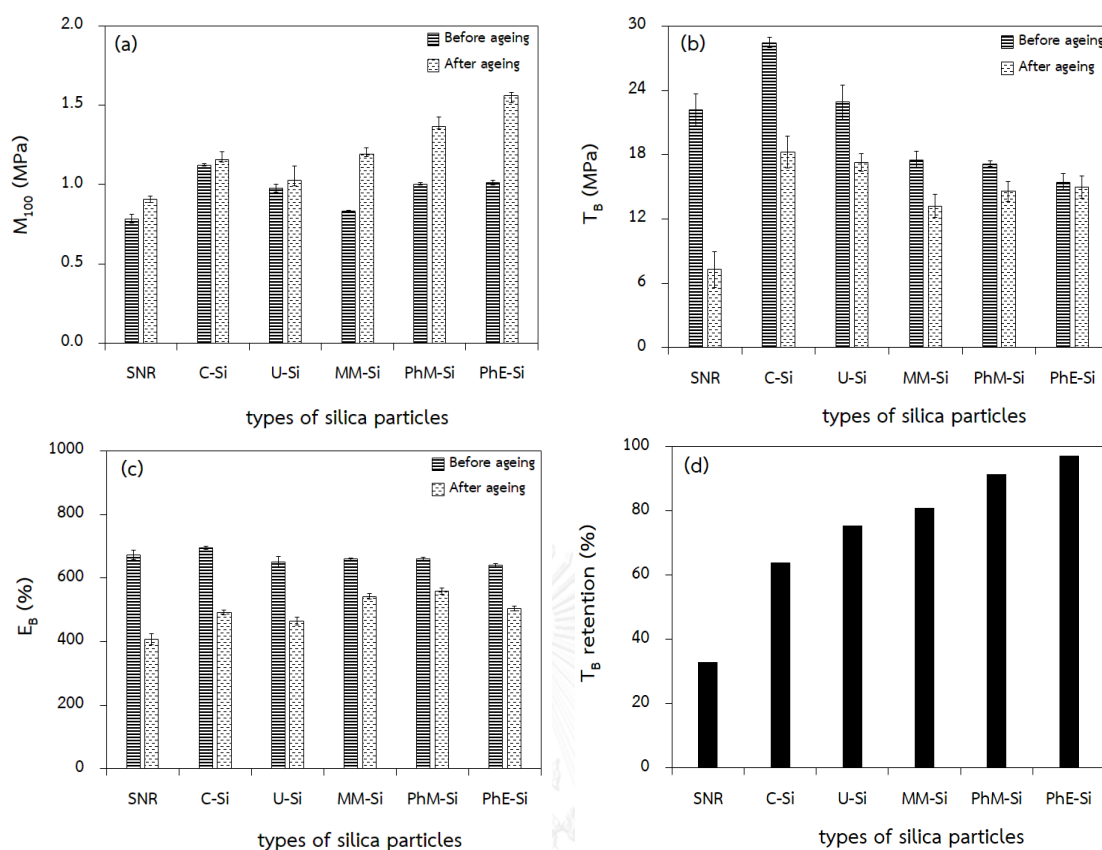 (a)
Before ageing
After ageing
2.0
1.5
1.0
0.5
0.0
M₁₀₀ (MPa)
SNR C-Si U-Si MM-Si PhM-Si PhE-Si
types of silica particles
(b)
Before ageing
After ageing
30
24
18
12
6
0
T_B (MPa)
SNR C-Si U-Si MM-Si PhM-Si PhE-Si
types of silica particles
(c)
Before ageing
After ageing
1000
800
600
400
200
0
E_B (%)
SNR C-Si U-Si MM-Si PhM-Si PhE-Si
types of silica particles
(d)
100
80
60
40
20
0
T_B retention (%)
SNR C-Si U-Si MM-Si PhM-Si PhE-Si
types of silica particles